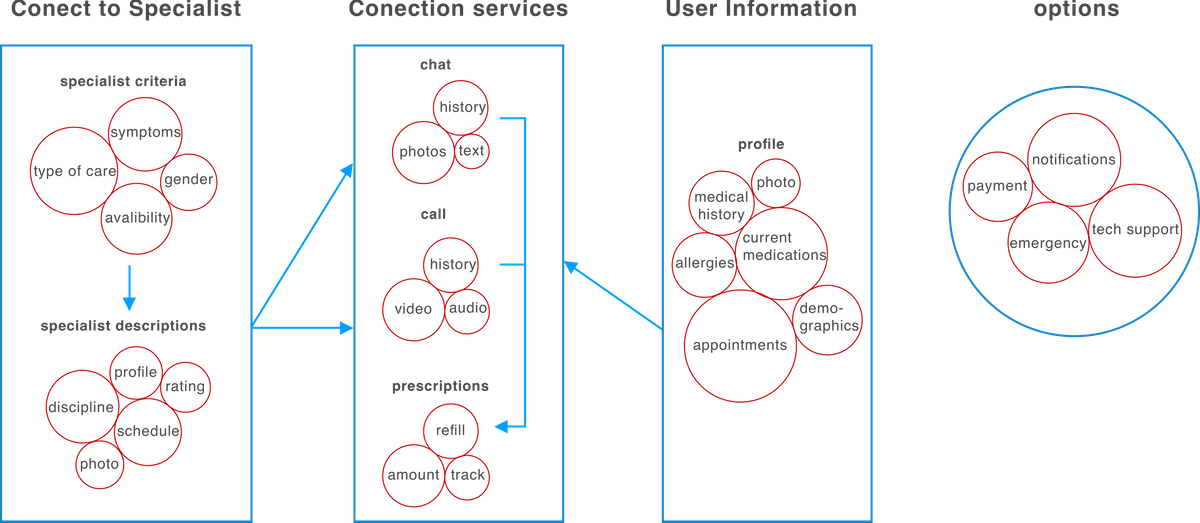 Conect to Specialist
specialist criteria
symptoms
type of care
gender
avalibility
specialist descriptions
profile
rating
discipline
schedule
photo
Conection services
chat
history
photos
text
call
history
video
audio
prescriptions
refill
amount
track
User Information
profile
photo
medical
history
current
medications
allergies
demo-
graphics
appointments
options
notifications
payment
tech support
emergency